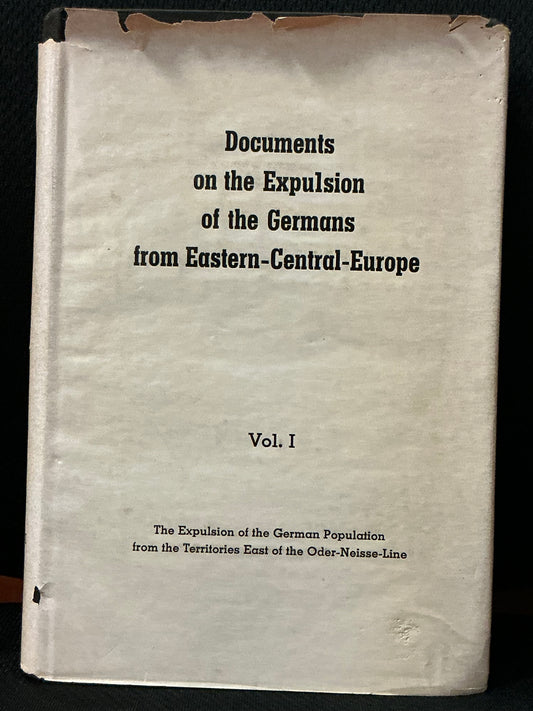 Documents
on the Expulsion
of the Germans
from Eastern-Central-Europe
Vol. I
The Expulsion of the German Population
from the Territories East of the Oder-Neisse-Line